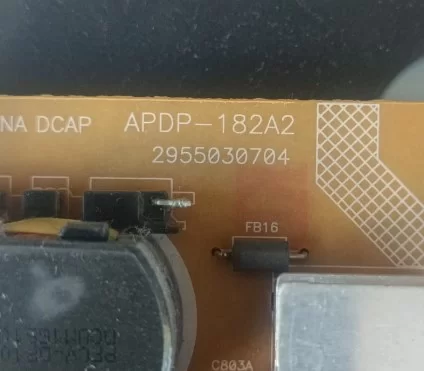 NA DCAP APDP-182A2
2955030704
FB16
C803A